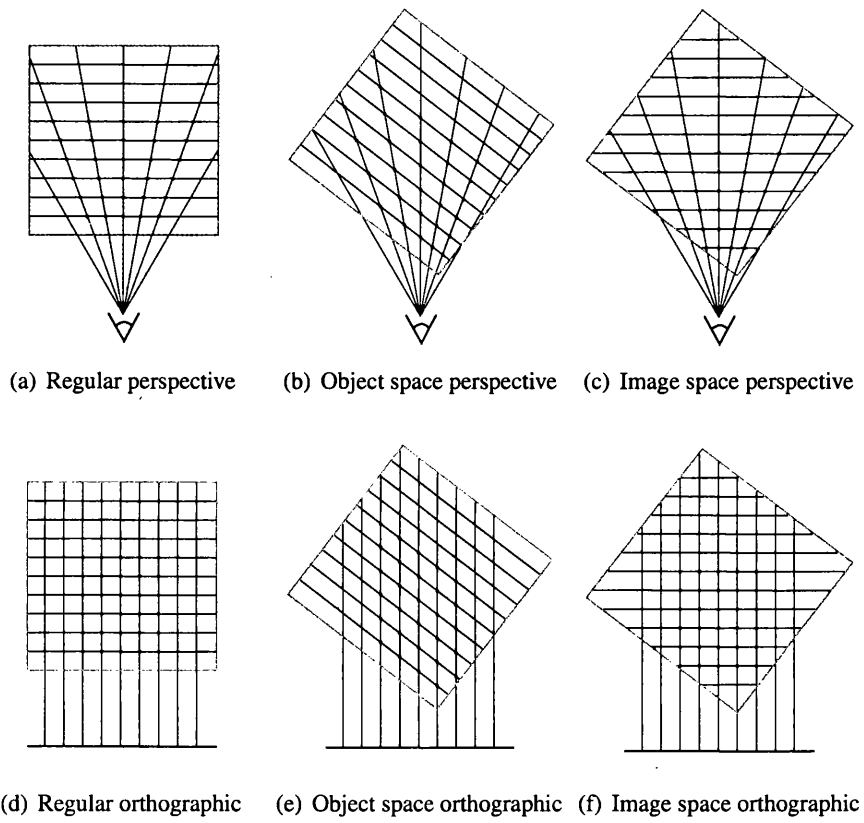 (a) Regular perspective (b) Object space perspective (c) Image space perspective
(d) Regular orthographic (e) Object space orthographic (f) Image space orthographic